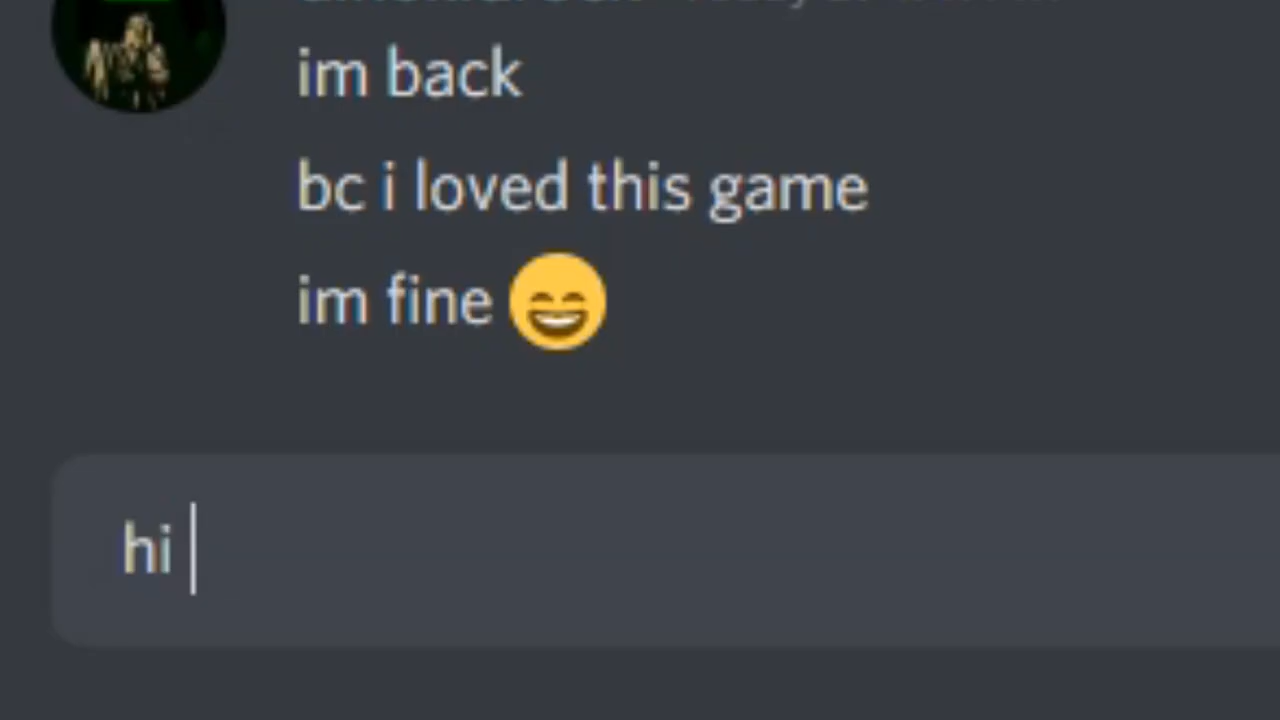 im back
bc i loved this game
im fine 😄
hi